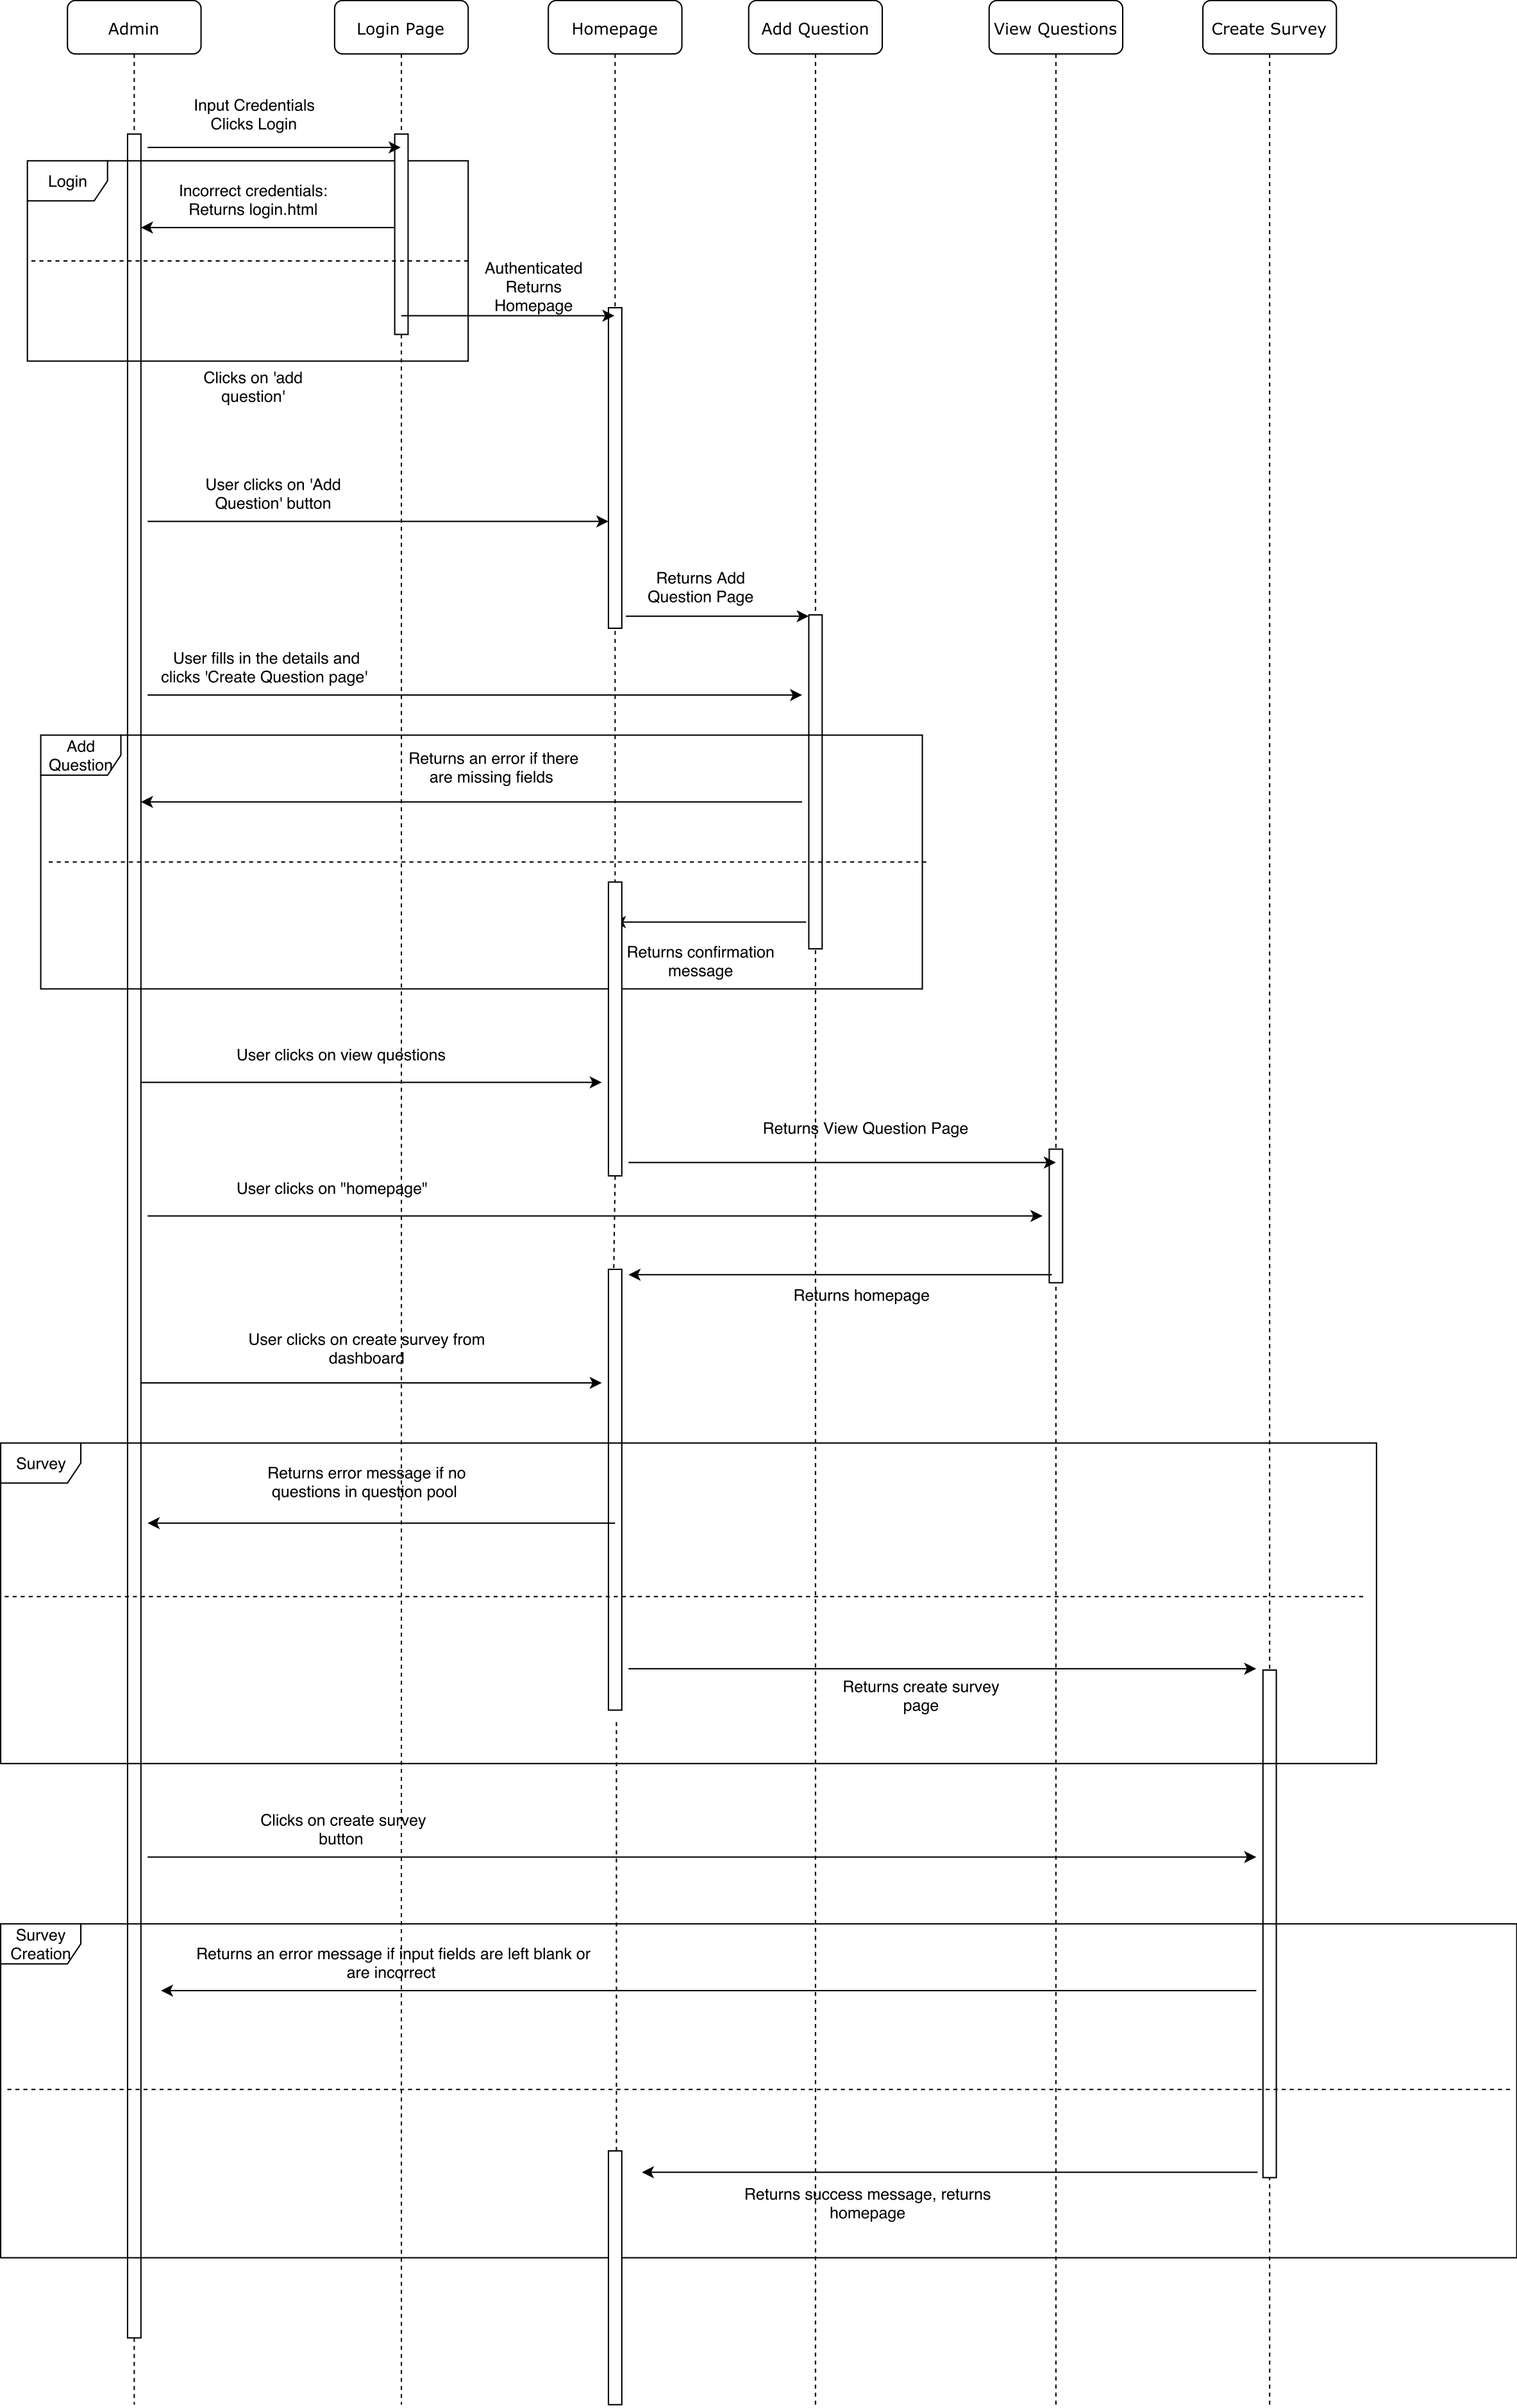 Admin
Login Page
Homepage
Add Question
View Questions
Create Survey
Input Credentials
Clicks Login
Login
Incorrect credentials:
Returns login.html
Authenticated
Returns
Homepage
Clicks on 'add
question'
User clicks on 'Add
Question' button
Returns Add
Question Page
User fills in the details and
clicks 'Create Question page'
Add
Question
Returns an error if there
are missing fields
Returns confirmation
message
User clicks on view questions
Returns View Question Page
User clicks on "homepage"
Returns homepage
User clicks on create survey from
dashboard
Survey
Returns error message if no
questions in question pool
Returns create survey
page
Clicks on create survey
button
Survey
Creation
Returns an error message if input fields are left blank or
are incorrect
Returns success message, returns
homepage